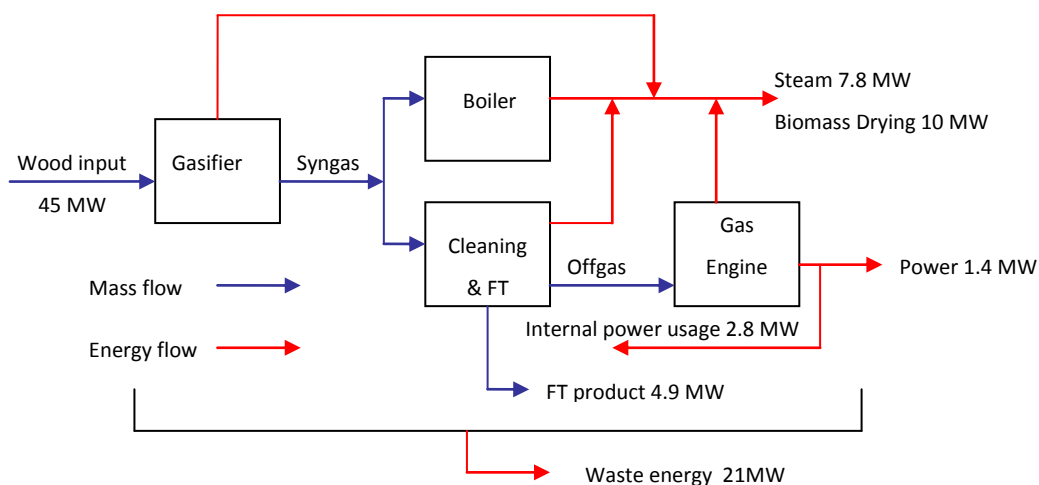 Steam 7.8 MW
Boiler
Biomass Drying 10 MW
Wood input
Gasifier
Syngas
45 MW
Gas
Cleaning
Offgas
Engine
Power 1.4 MW
& FT
Mass flow
Internal power usage 2.8 MW
Energy flow
FT product 4.9 MW
Waste energy 21MW